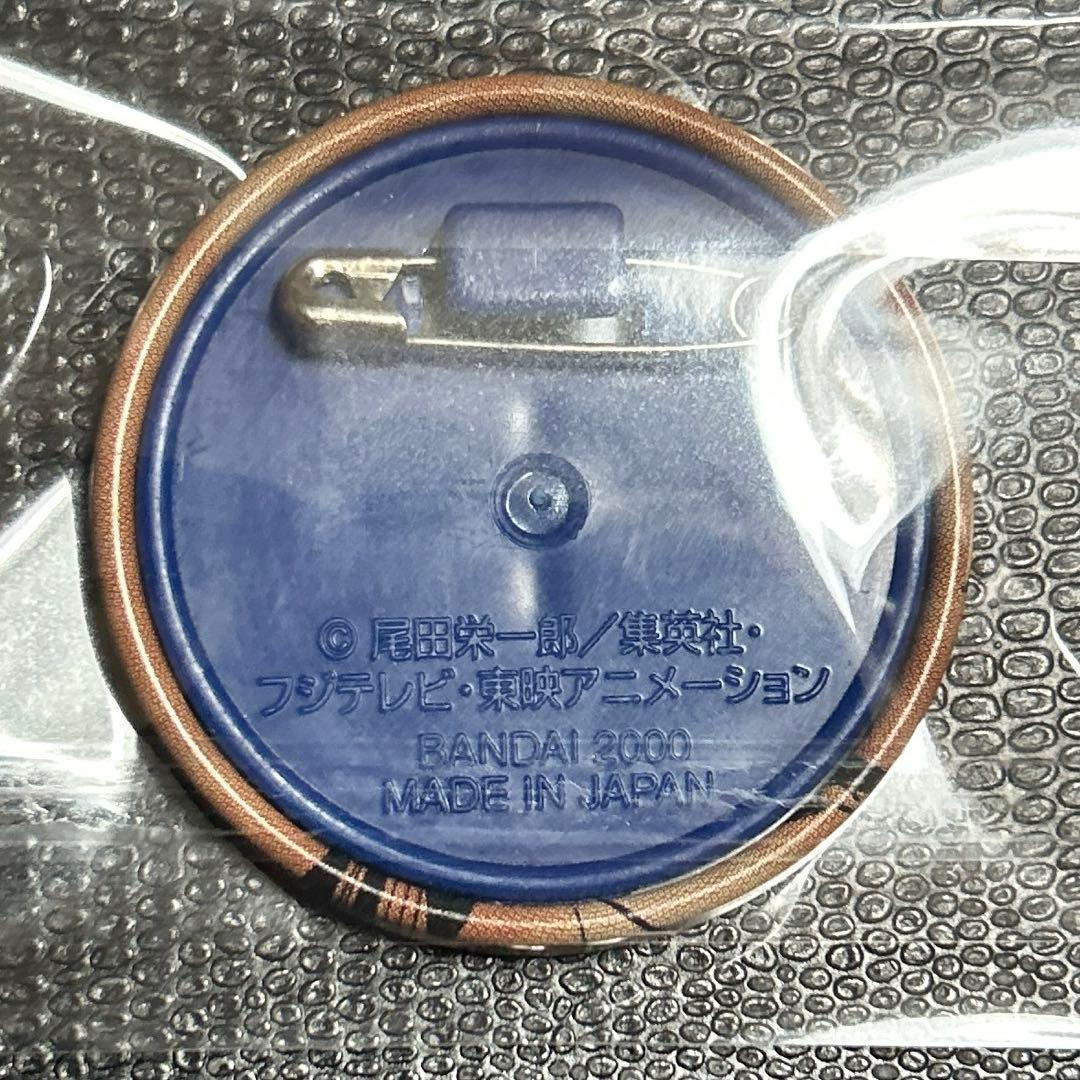 © 尾田栄一郎／集英社・
フジテレビ・東映アニメーション
BANDAI 2000
MADE IN JAPAN